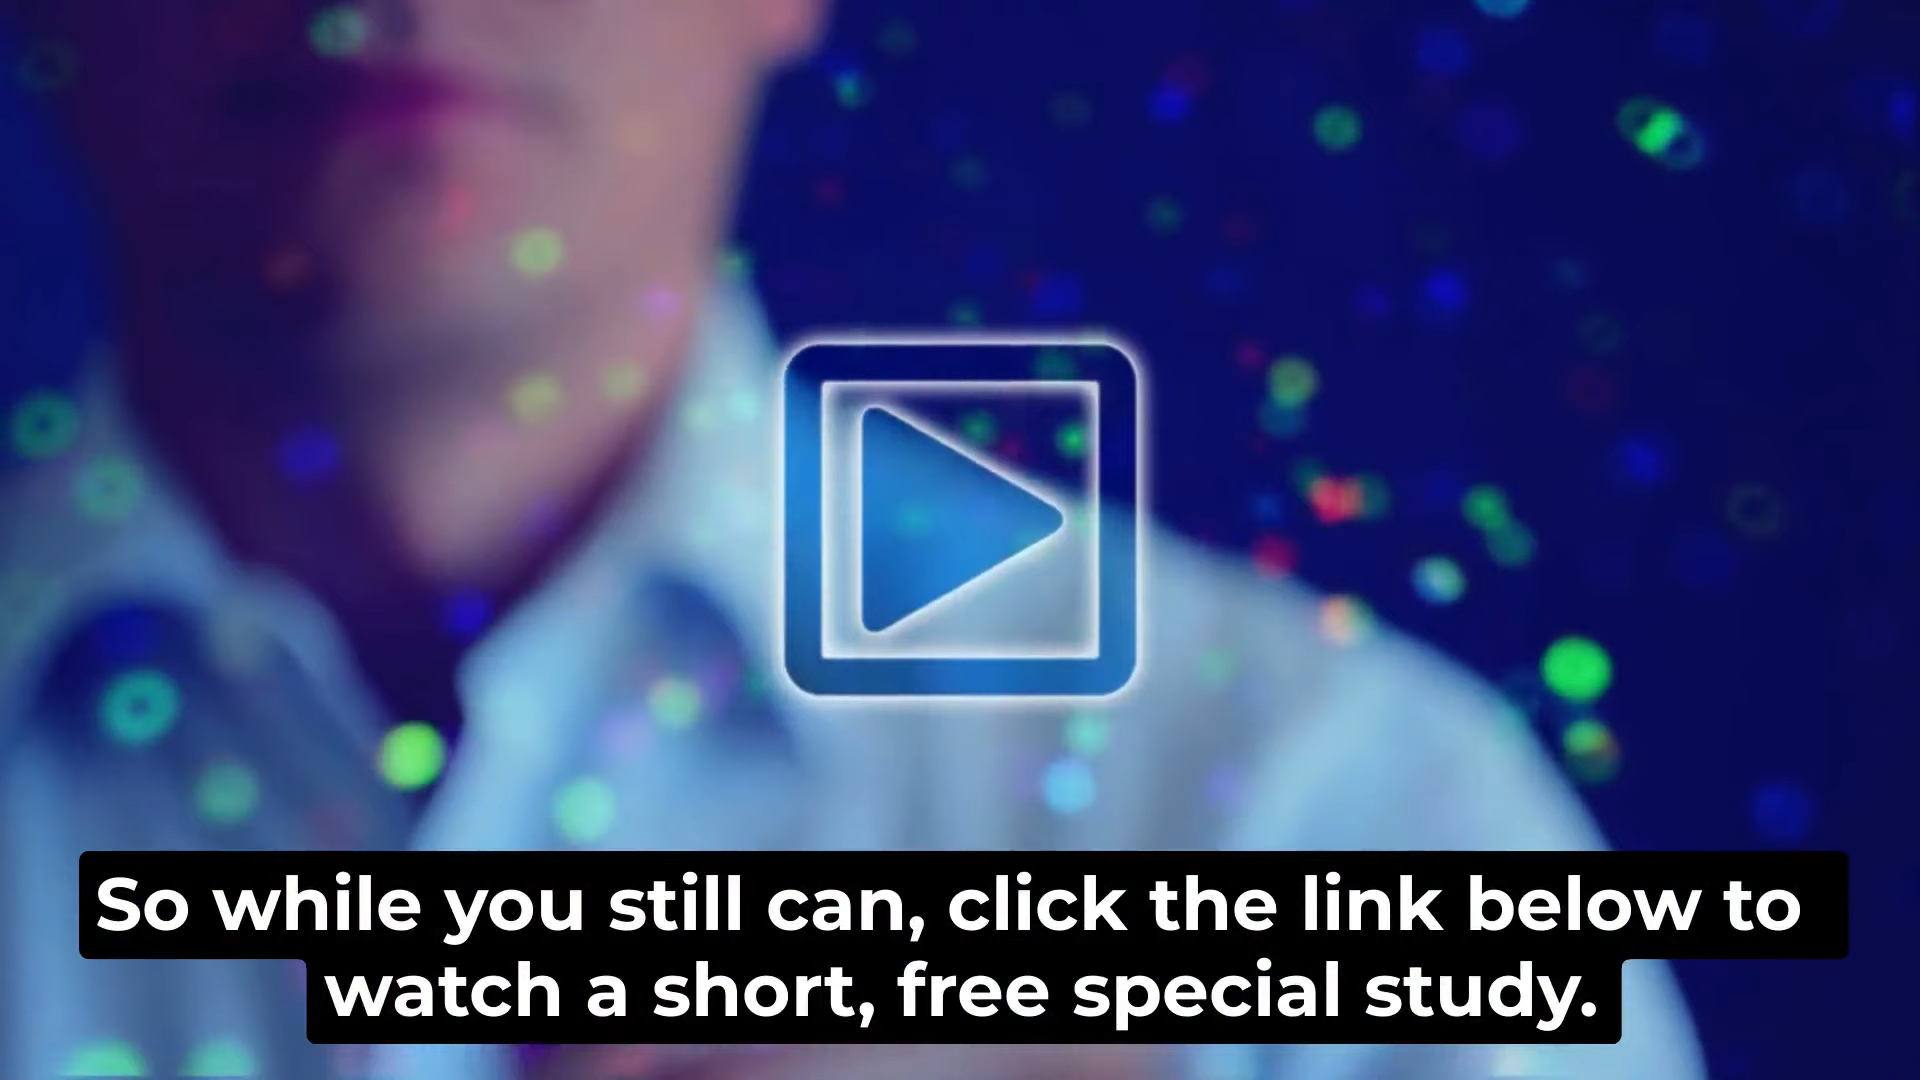 So while you still can, click the link below to
watch a short, free special study.